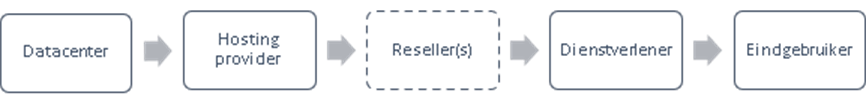 Datacenter
Hosting
provider
Reseller(s)
Dienstverlener
Eindgebruiker